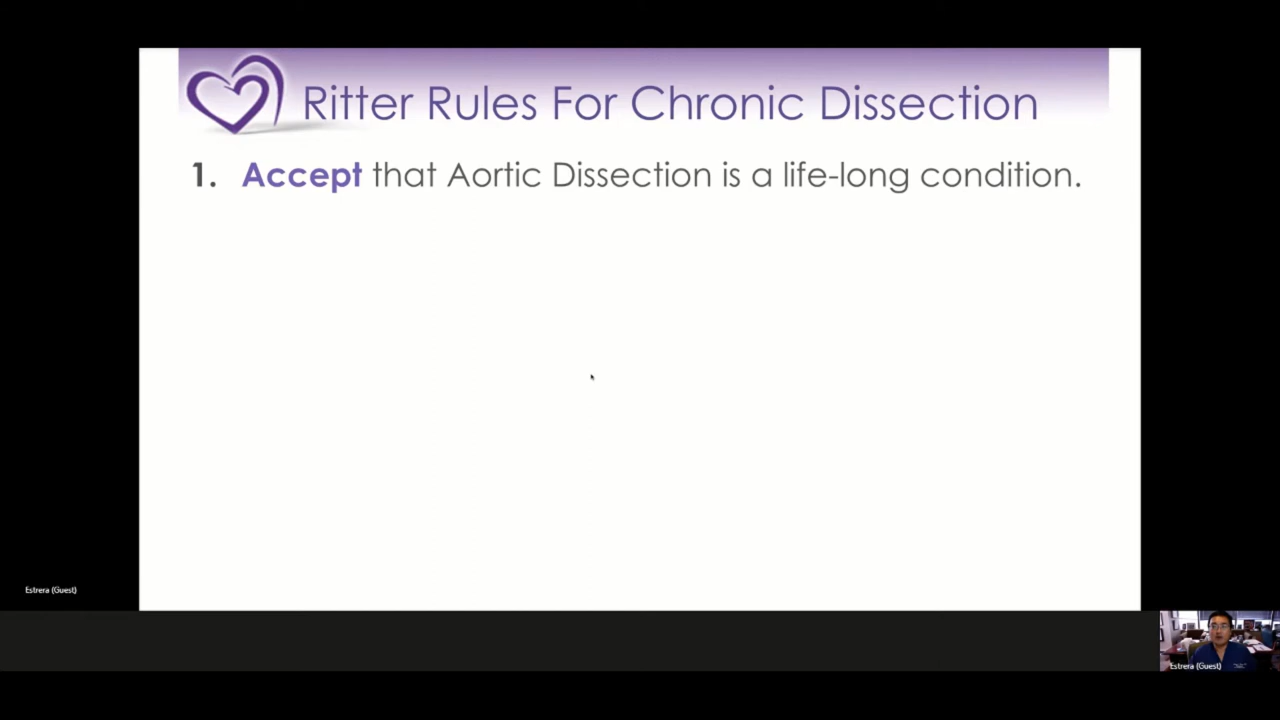 Ritter Rules For Chronic Dissection
1. Accept that Aortic Dissection is a life-long condition.
Estrera (Guest)
Estrera (Guest)